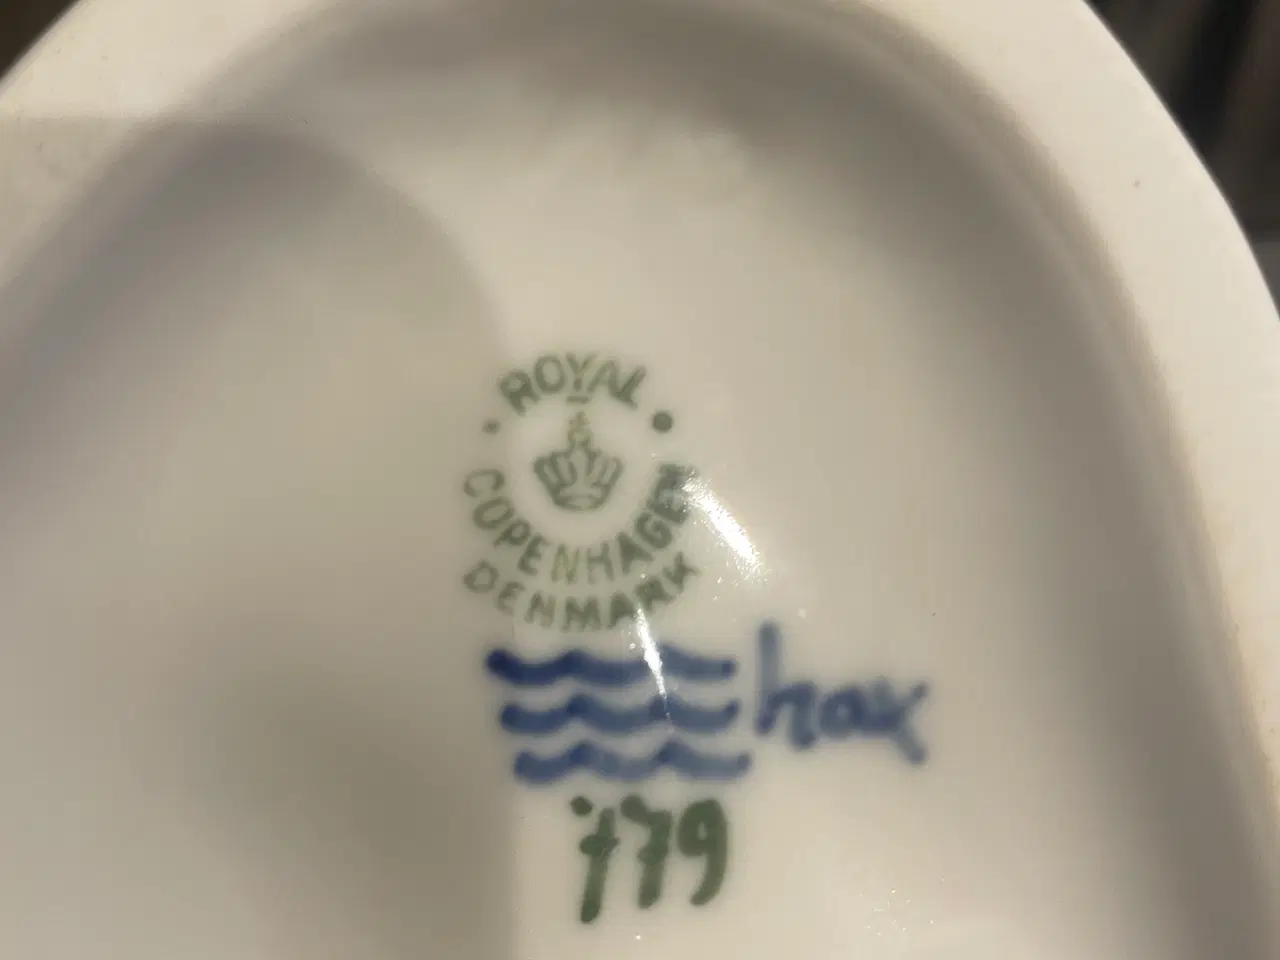 ROYAL
COPENHAGEN
DENMARK
hax
779